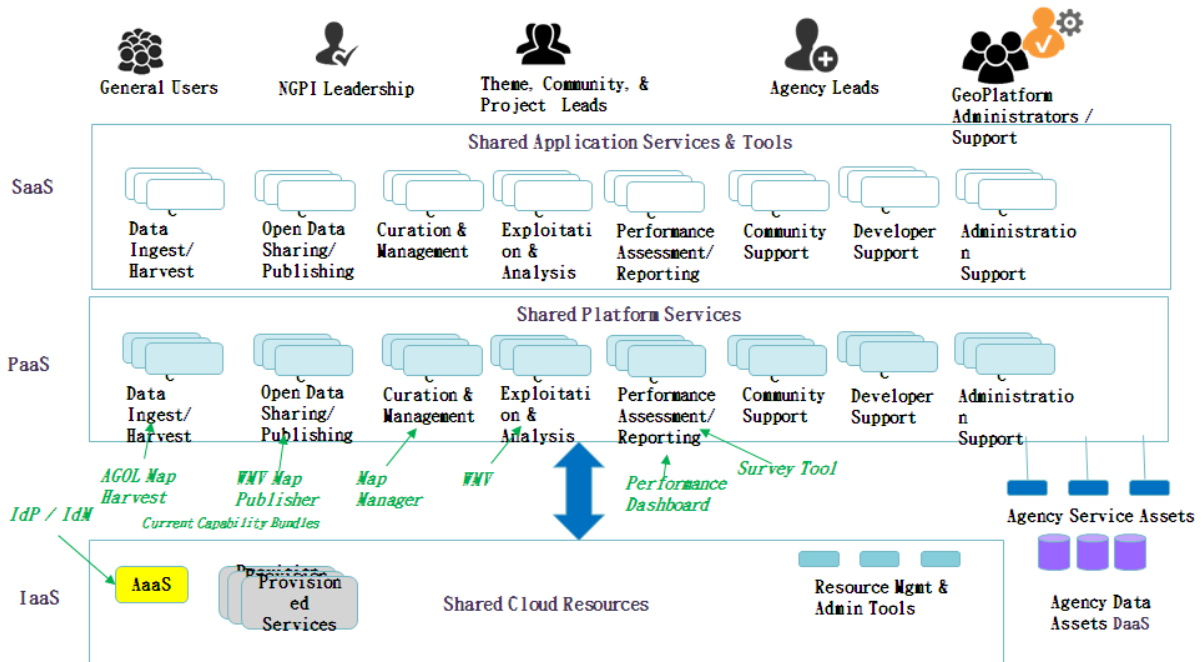 General Users
NGPI Leadership
Theme, Community, &
Project Leads
Agency Leads
GeoPlatform
Administrators /
Support
Shared Application Services & Tools
SaaS
Data
Ingest/
Harvest
Open Data
Sharing/
Publishing
Curation &
Management
Exploitati
on &
Analysis
Performance
Assessment/
Reporting
Community
Support
Developer
Support
Administratio
n
Support
Shared Platform Services
PaaS
Data
Ingest/
Harvest
Open Data
Sharing/
Publishing
Curation &
Management
Exploitati
on &
Analysis
Performance
Assessment/
Reporting
Community
Support
Developer
Support
Administratio
n
Support
AGOL Map
Harvest
WMV Map
Publisher
Map
Manager
WMV
Performance
Dashboard
Survey Tool
IdP / IdM
Current Capability Bundles
Agency Service Assets
IaaS
AaaS
Provision
ed
Services
Shared Cloud Resources
Resource Mgmt &
Admin Tools
Agency Data
Assets DaaS